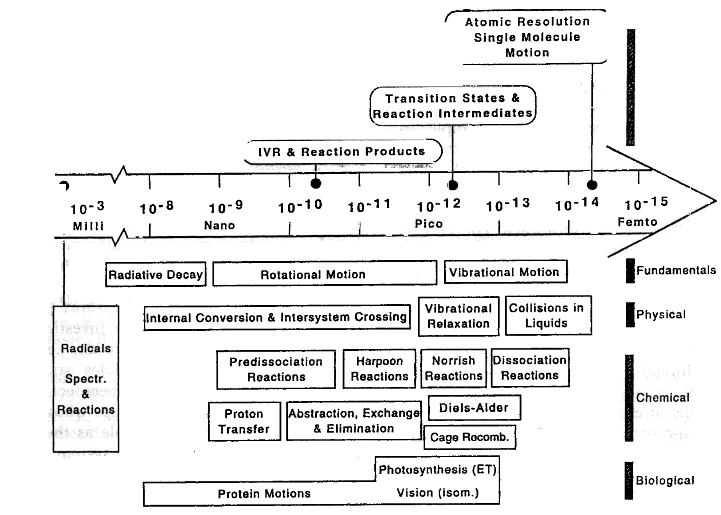 Atomic Resolution
Single Molecule
Motion
Transition States &
Reaction Intermediates
IVR & Reaction Products
10-3 10-8 10-9 10-10 10-11 10-12 10-13 10-14 10-15
Milli Nano Pico Femto
Radiative Decay Rotational Motion Vibrational Motion Fundamentals
Internal Conversion & Intersystem Crossing
Vibrational
Relaxation
Collisions in
Liquids
Physical
Radicals
Spectr.
&
Reactions
Predissociation
Reactions
Harpoon
Reactions
Norrish
Reactions
Dissociation
Reactions
Chemical
Proton
Transfer
Abstraction, Exchange
& Elimination
Diels-Alder
Cage Recomb.
Photosynthesis (ET)
Vision (isom.)
Protein Motions
Biological